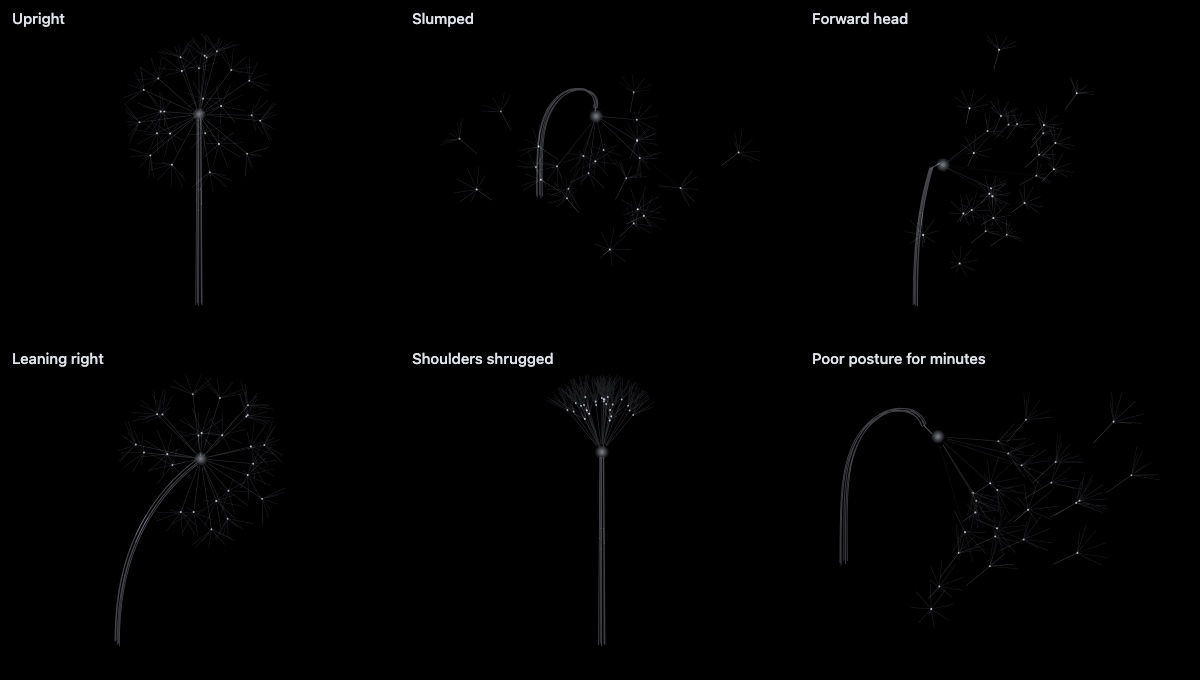 Upright
Slumped
Forward head
Leaning right
Shoulders shrugged
Poor posture for minutes